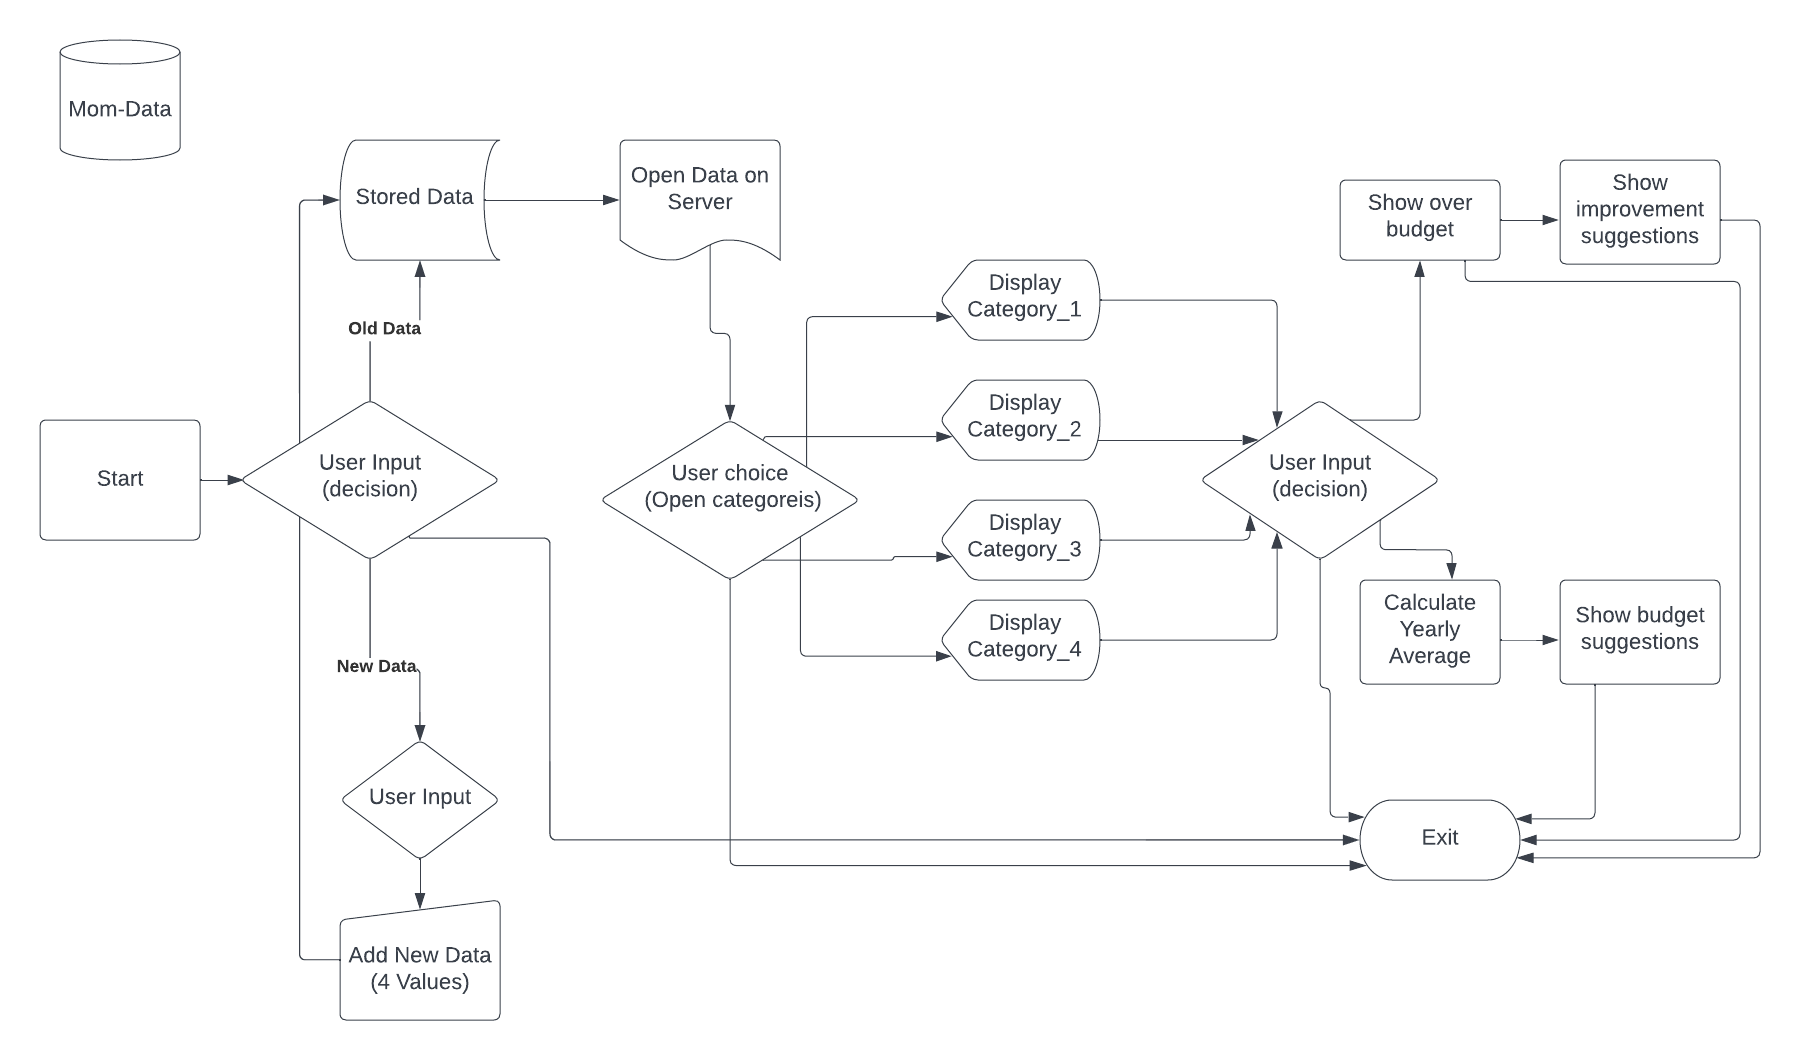 Mom-Data
Stored Data
Open Data on
Server
Show over
budget
Show
improvement
suggestions
Old Data
Display
Category_1
Display
Category_2
Start
User Input
(decision)
User choice
(Open categoreis)
User Input
(decision)
Display
Category_3
Display
Category_4
Calculate
Yearly
Average
Show budget
suggestions
New Data
User Input
Exit
Add New Data
(4 Values)